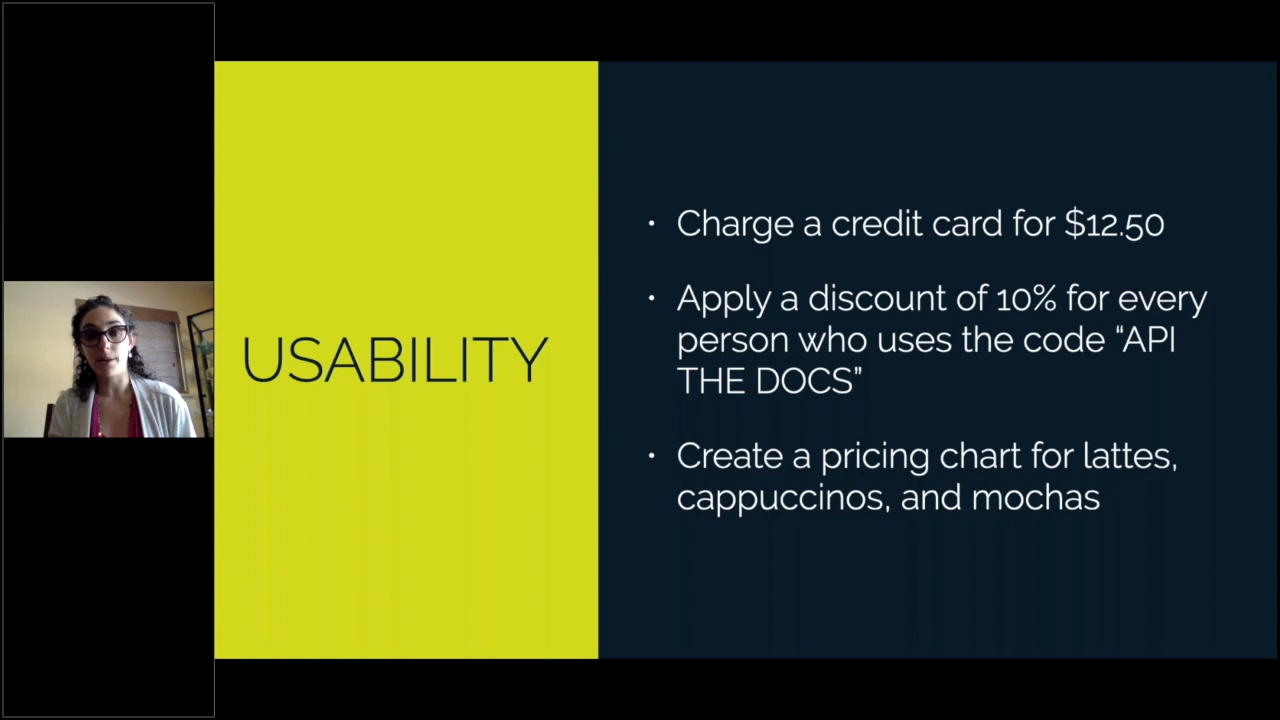 USABILITY
• Charge a credit card for $12.50
• Apply a discount of 10% for every
person who uses the code “API
THE DOCS”
• Create a pricing chart for lattes,
cappuccinos, and mochas